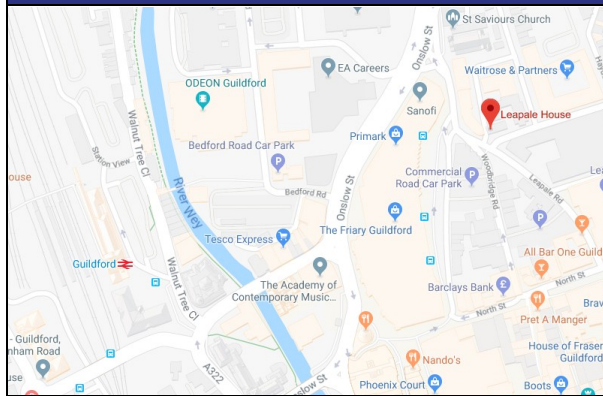 St Saviours Church
Onslow St
EA Careers
Waitrose & Partners
ODEON Guildford
Sanofi
Leapale House
Walnut Tree Cl
Primark
Bedford Road Car Park
Station View
Commercial
Road Car Park
Woodbridge Rd
Leapale Rd
ouse
Bedford Rd
River Wey
Onslow St
The Friary Guildford
Tesco Express
All Bar One Guild
Guildford
Walnut Tree Cl
The Academy of
Contemporary Music...
Barclays Bank
North St
North St
Pret A Manger
Brav
- Guildford,
nham Road
House of Fraser
Guildford
Nando's
A322
use
Onslow St
Phoenix Court
Boots